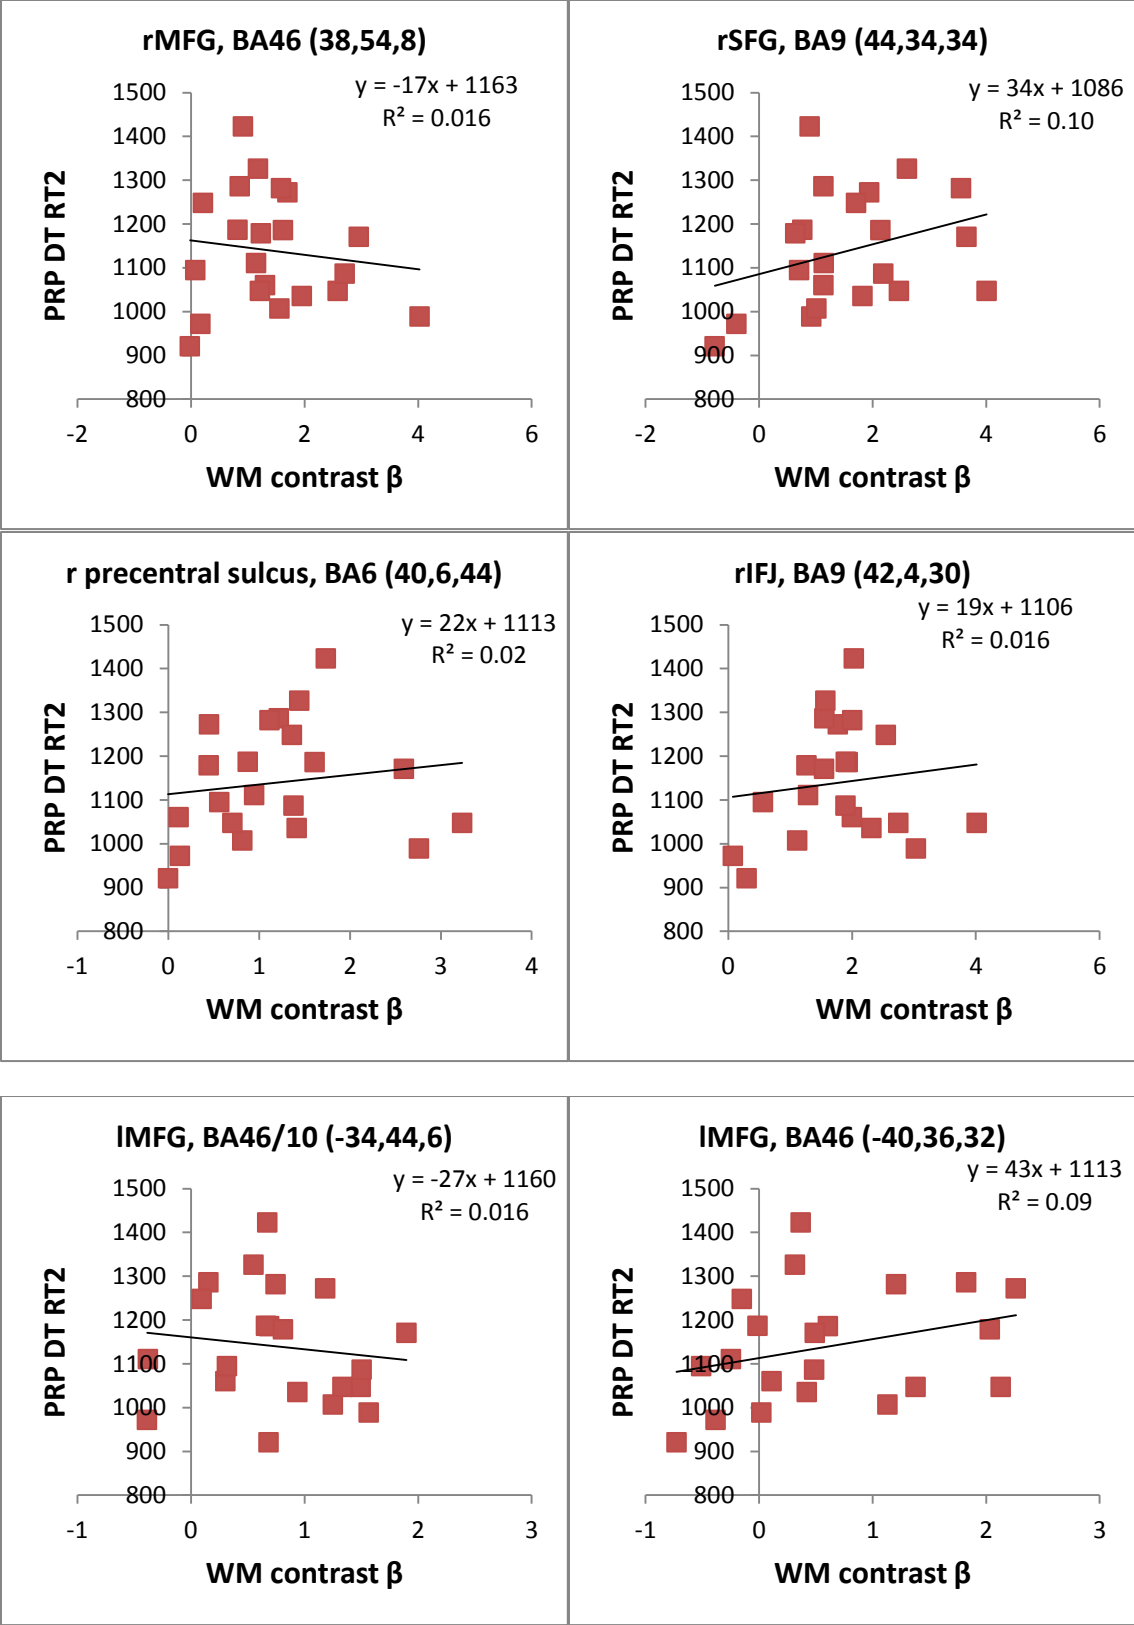 rMFG, BA46 (38,54,8)
y = -17x + 1163
R² = 0.016
PRP DT RT2
1500
1400
1300
1200
1100
1000
900
800
-2 0 2 4 6
WM contrast β
rSFG, BA9 (44,34,34)
y = 34x + 1086
R² = 0.10
PRP DT RT2
1500
1400
1300
1200
1100
1000
900
800
-2 0 2 4 6
WM contrast β
r precentral sulcus, BA6 (40,6,44)
y = 22x + 1113
R² = 0.02
PRP DT RT2
1500
1400
1300
1200
1100
1000
900
800
-1 0 1 2 3 4
WM contrast β
rIFJ, BA9 (42,4,30)
y = 19x + 1106
R² = 0.016
PRP DT RT2
1500
1400
1300
1200
1100
1000
900
800
0 2 4 6
WM contrast β
lMFG, BA46/10 (-34,44,6)
y = -27x + 1160
R² = 0.016
PRP DT RT2
1500
1400
1300
1200
1100
1000
900
800
-1 0 1 2 3
WM contrast β
lMFG, BA46 (-40,36,32)
y = 43x + 1113
R² = 0.09
PRP DT RT2
1500
1400
1300
1200
1100
1000
900
800
-1 0 1 2 3
WM contrast β